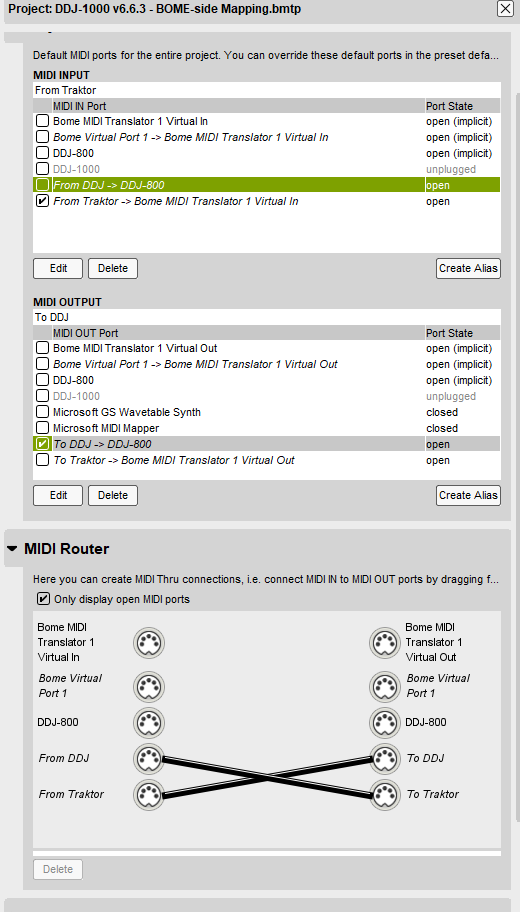 Project: DDJ-1000 v6.6.3 - BOME-side Mapping.bmtp
Default MIDI ports for the entire project. You can override these default ports in the preset defa...
MIDI INPUT
From Traktor
MIDI IN Port Port State
Bome MIDI Translator 1 Virtual In open (implicit)
Bome Virtual Port 1 -> Bome MIDI Translator 1 Virtual In open (implicit)
DDJ-800 open (implicit)
DDJ-1000 unplugged
From DDJ -> DDJ-800 open
From Traktor -> Bome MIDI Translator 1 Virtual In open
Edit Delete Create Alias
MIDI OUTPUT
To DDJ
MIDI OUT Port Port State
Bome MIDI Translator 1 Virtual Out open (implicit)
Bome Virtual Port 1 -> Bome MIDI Translator 1 Virtual Out open (implicit)
DDJ-800 open (implicit)
DDJ-1000 unplugged
Microsoft GS Wavetable Synth closed
Microsoft MIDI Mapper closed
To DDJ -> DDJ-800 open
To Traktor -> Bome MIDI Translator 1 Virtual Out open
Edit Delete Create Alias
MIDI Router
Here you can create MIDI Thru connections, i.e. connect MIDI IN to MIDI OUT ports by dragging f...
Only display open MIDI ports
Bome MIDI
Translator 1
Virtual In
Bome MIDI
Translator 1
Virtual Out
Bome Virtual
Port 1
Bome Virtual
Port 1
DDJ-800 DDJ-800
From DDJ To DDJ
From Traktor To Traktor
Delete